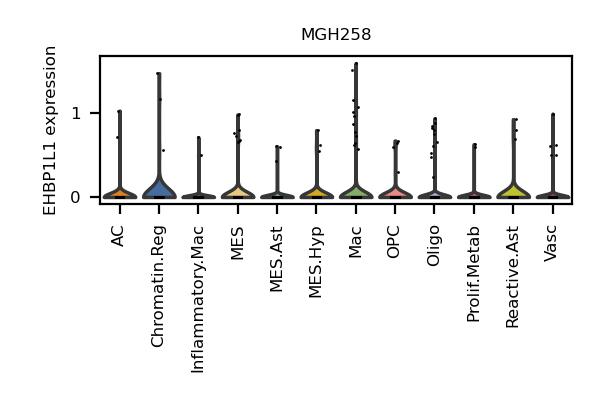 MGH258
EHBP1L1 expression
1
0
AC
Chromatin.Reg
Inflammatory.Mac
MES
MES.Ast
MES.Hyp
Mac
OPC
Oligo
Prolif.Metab
Reactive.Ast
Vasc